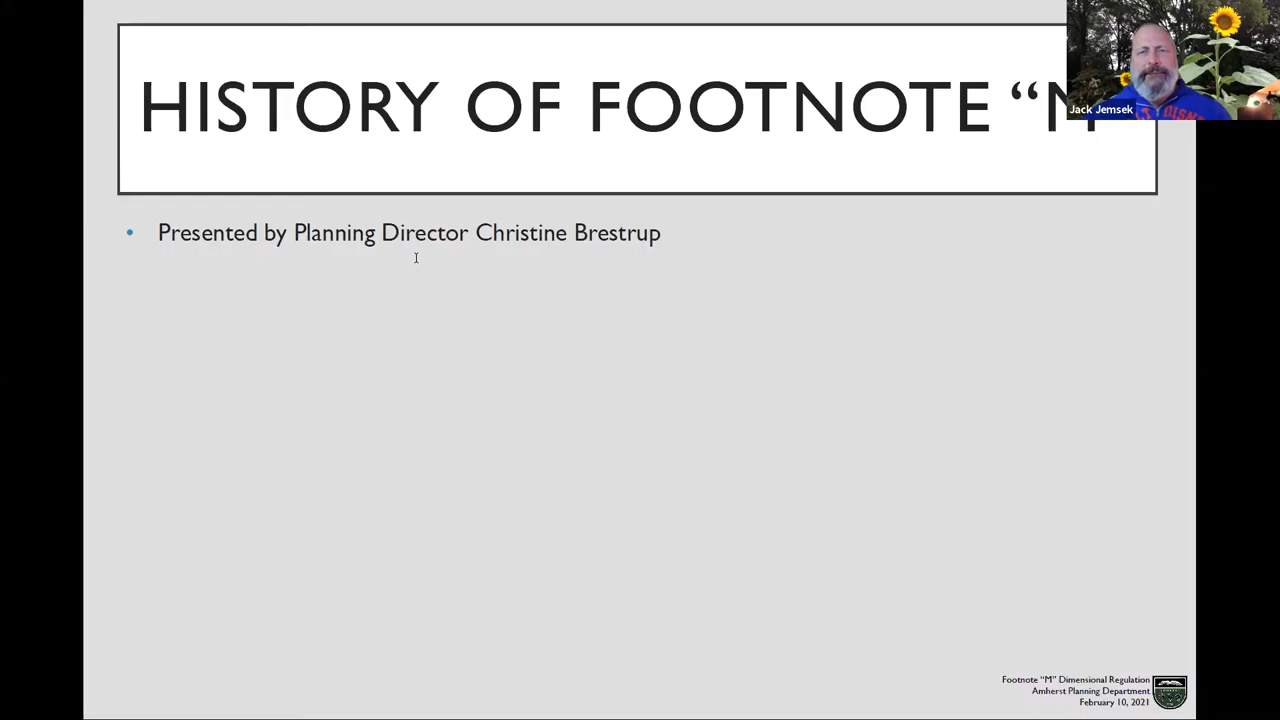 HISTORY OF FOOTNOTE “M
Jack Jemsek
• Presented by Planning Director Christine Brestrup
Footnote “M” Dimensional Regulation
Amherst Planning Department
February 10, 2021